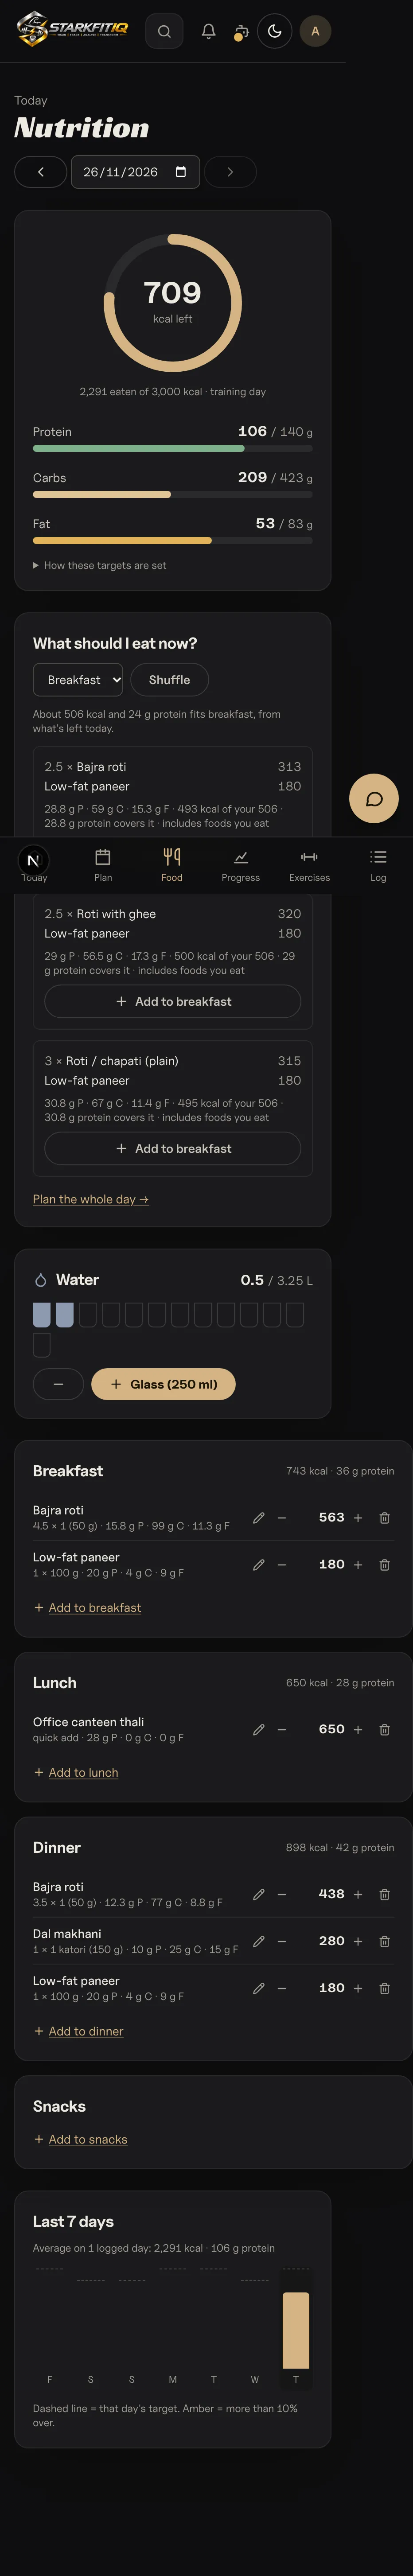 STARKFITIQ
A
Today
Nutrition
26/11/2026
709
kcal left
2,291 eaten of 3,000 kcal · training day
Protein 106 / 140 g
Carbs 209 / 423 g
Fat 53 / 83 g
▶ How these targets are set
What should I eat now?
Breakfast Shuffle
About 506 kcal and 24 g protein fits breakfast, from
what's left today.
2.5 × Bajra roti 313
Low-fat paneer 180
28.8 g P · 59 g C · 15.3 g F · 493 kcal of your 506 ·
28.8 g protein covers it · includes foods you eat
N
Today Plan Food Progress Exercises Log
2.5 × Roti with ghee 320
Low-fat paneer 180
29 g P · 56.5 g C · 17.3 g F · 500 kcal of your 506 · 29
g protein covers it · includes foods you eat
+ Add to breakfast
3 × Roti / chapati (plain) 315
Low-fat paneer 180
30.8 g P · 67 g C · 11.4 g F · 495 kcal of your 506 ·
30.8 g protein covers it · includes foods you eat
+ Add to breakfast
Plan the whole day →
Water 0.5 / 3.25 L
− + Glass (250 ml)
Breakfast 743 kcal · 36 g protein
Bajra roti − 563 +
4.5 × 1 (50 g) · 15.8 g P · 99 g C · 11.3 g F
Low-fat paneer − 180 +
1 × 100 g · 20 g P · 4 g C · 9 g F
+ Add to breakfast
Lunch 650 kcal · 28 g protein
Office canteen thali − 650 +
quick add · 28 g P · 0 g C · 0 g F
+ Add to lunch
Dinner 898 kcal · 42 g protein
Bajra roti − 438 +
3.5 × 1 (50 g) · 12.3 g P · 77 g C · 8.8 g F
Dal makhani − 280 +
1 × 1 katori (150 g) · 10 g P · 25 g C · 15 g F
Low-fat paneer − 180 +
1 × 100 g · 20 g P · 4 g C · 9 g F
+ Add to dinner
Snacks
+ Add to snacks
Last 7 days
Average on 1 logged day: 2,291 kcal · 106 g protein
F S S M T W T
Dashed line = that day's target. Amber = more than 10%
over.